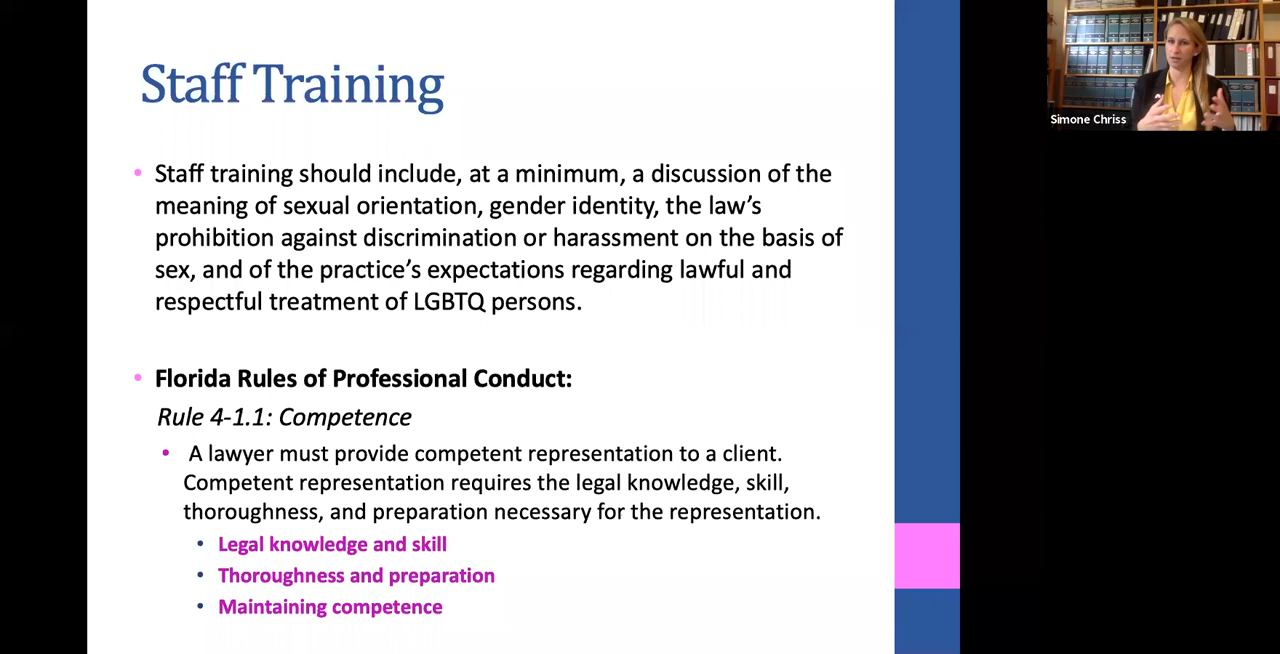 Staff Training
Simone Chriss
• Staff training should include, at a minimum, a discussion of the
meaning of sexual orientation, gender identity, the law’s
prohibition against discrimination or harassment on the basis of
sex, and of the practice’s expectations regarding lawful and
respectful treatment of LGBTQ persons.
• Florida Rules of Professional Conduct:
Rule 4-1.1: Competence
• A lawyer must provide competent representation to a client.
Competent representation requires the legal knowledge, skill,
thoroughness, and preparation necessary for the representation.
• Legal knowledge and skill
• Thoroughness and preparation
• Maintaining competence